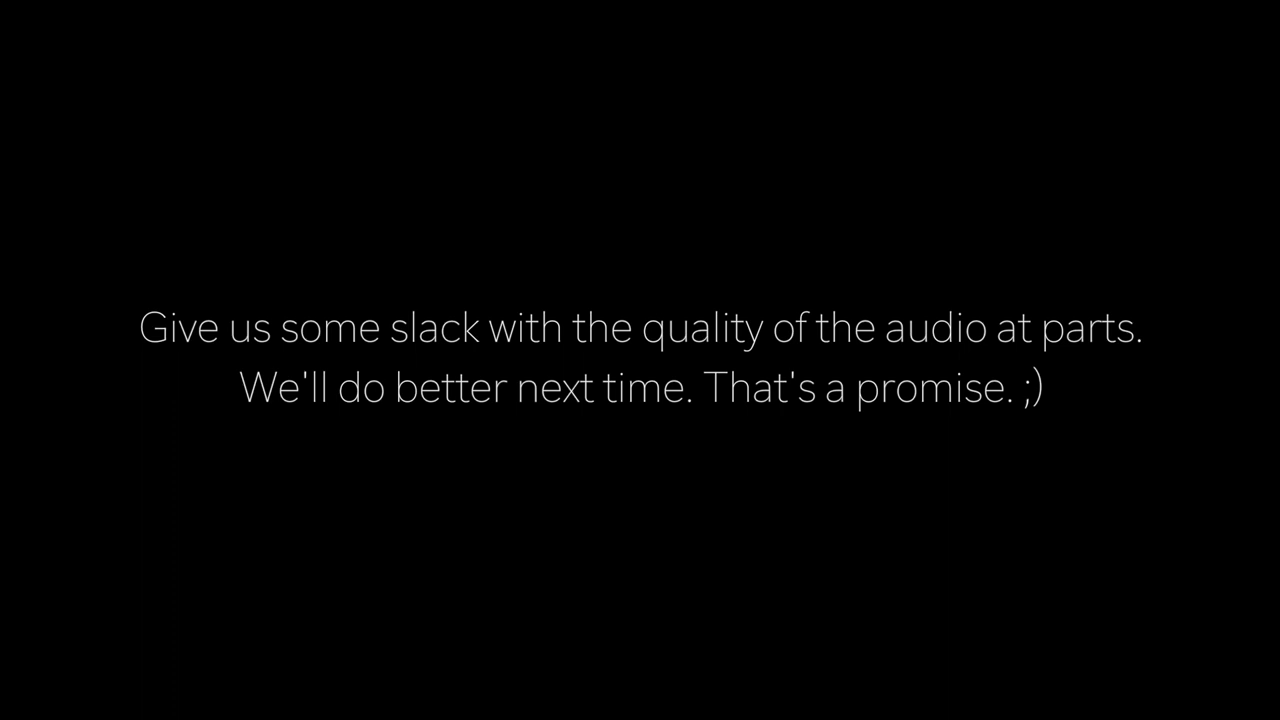 Give us some slack with the quality of the audio at parts.
We'll do better next time. That's a promise. ;)